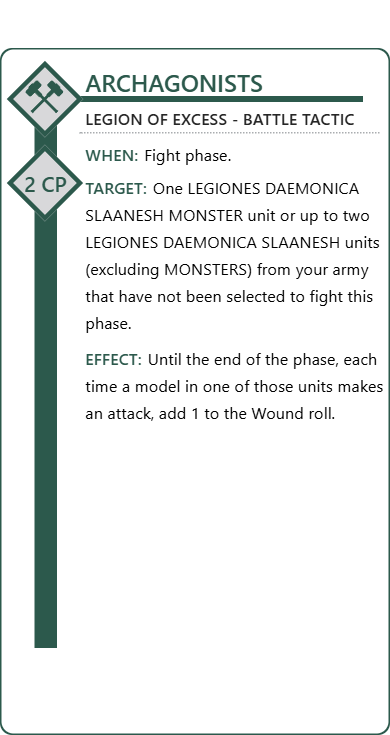 ARCHAGONISTS
LEGION OF EXCESS - BATTLE TACTIC
2 CP
WHEN: Fight phase.
TARGET: One LEGIONES DAEMONICA
SLAANESH MONSTER unit or up to two
LEGIONES DAEMONICA SLAANESH units
(excluding MONSTERS) from your army
that have not been selected to fight this
phase.
EFFECT: Until the end of the phase, each
time a model in one of those units makes
an attack, add 1 to the Wound roll.